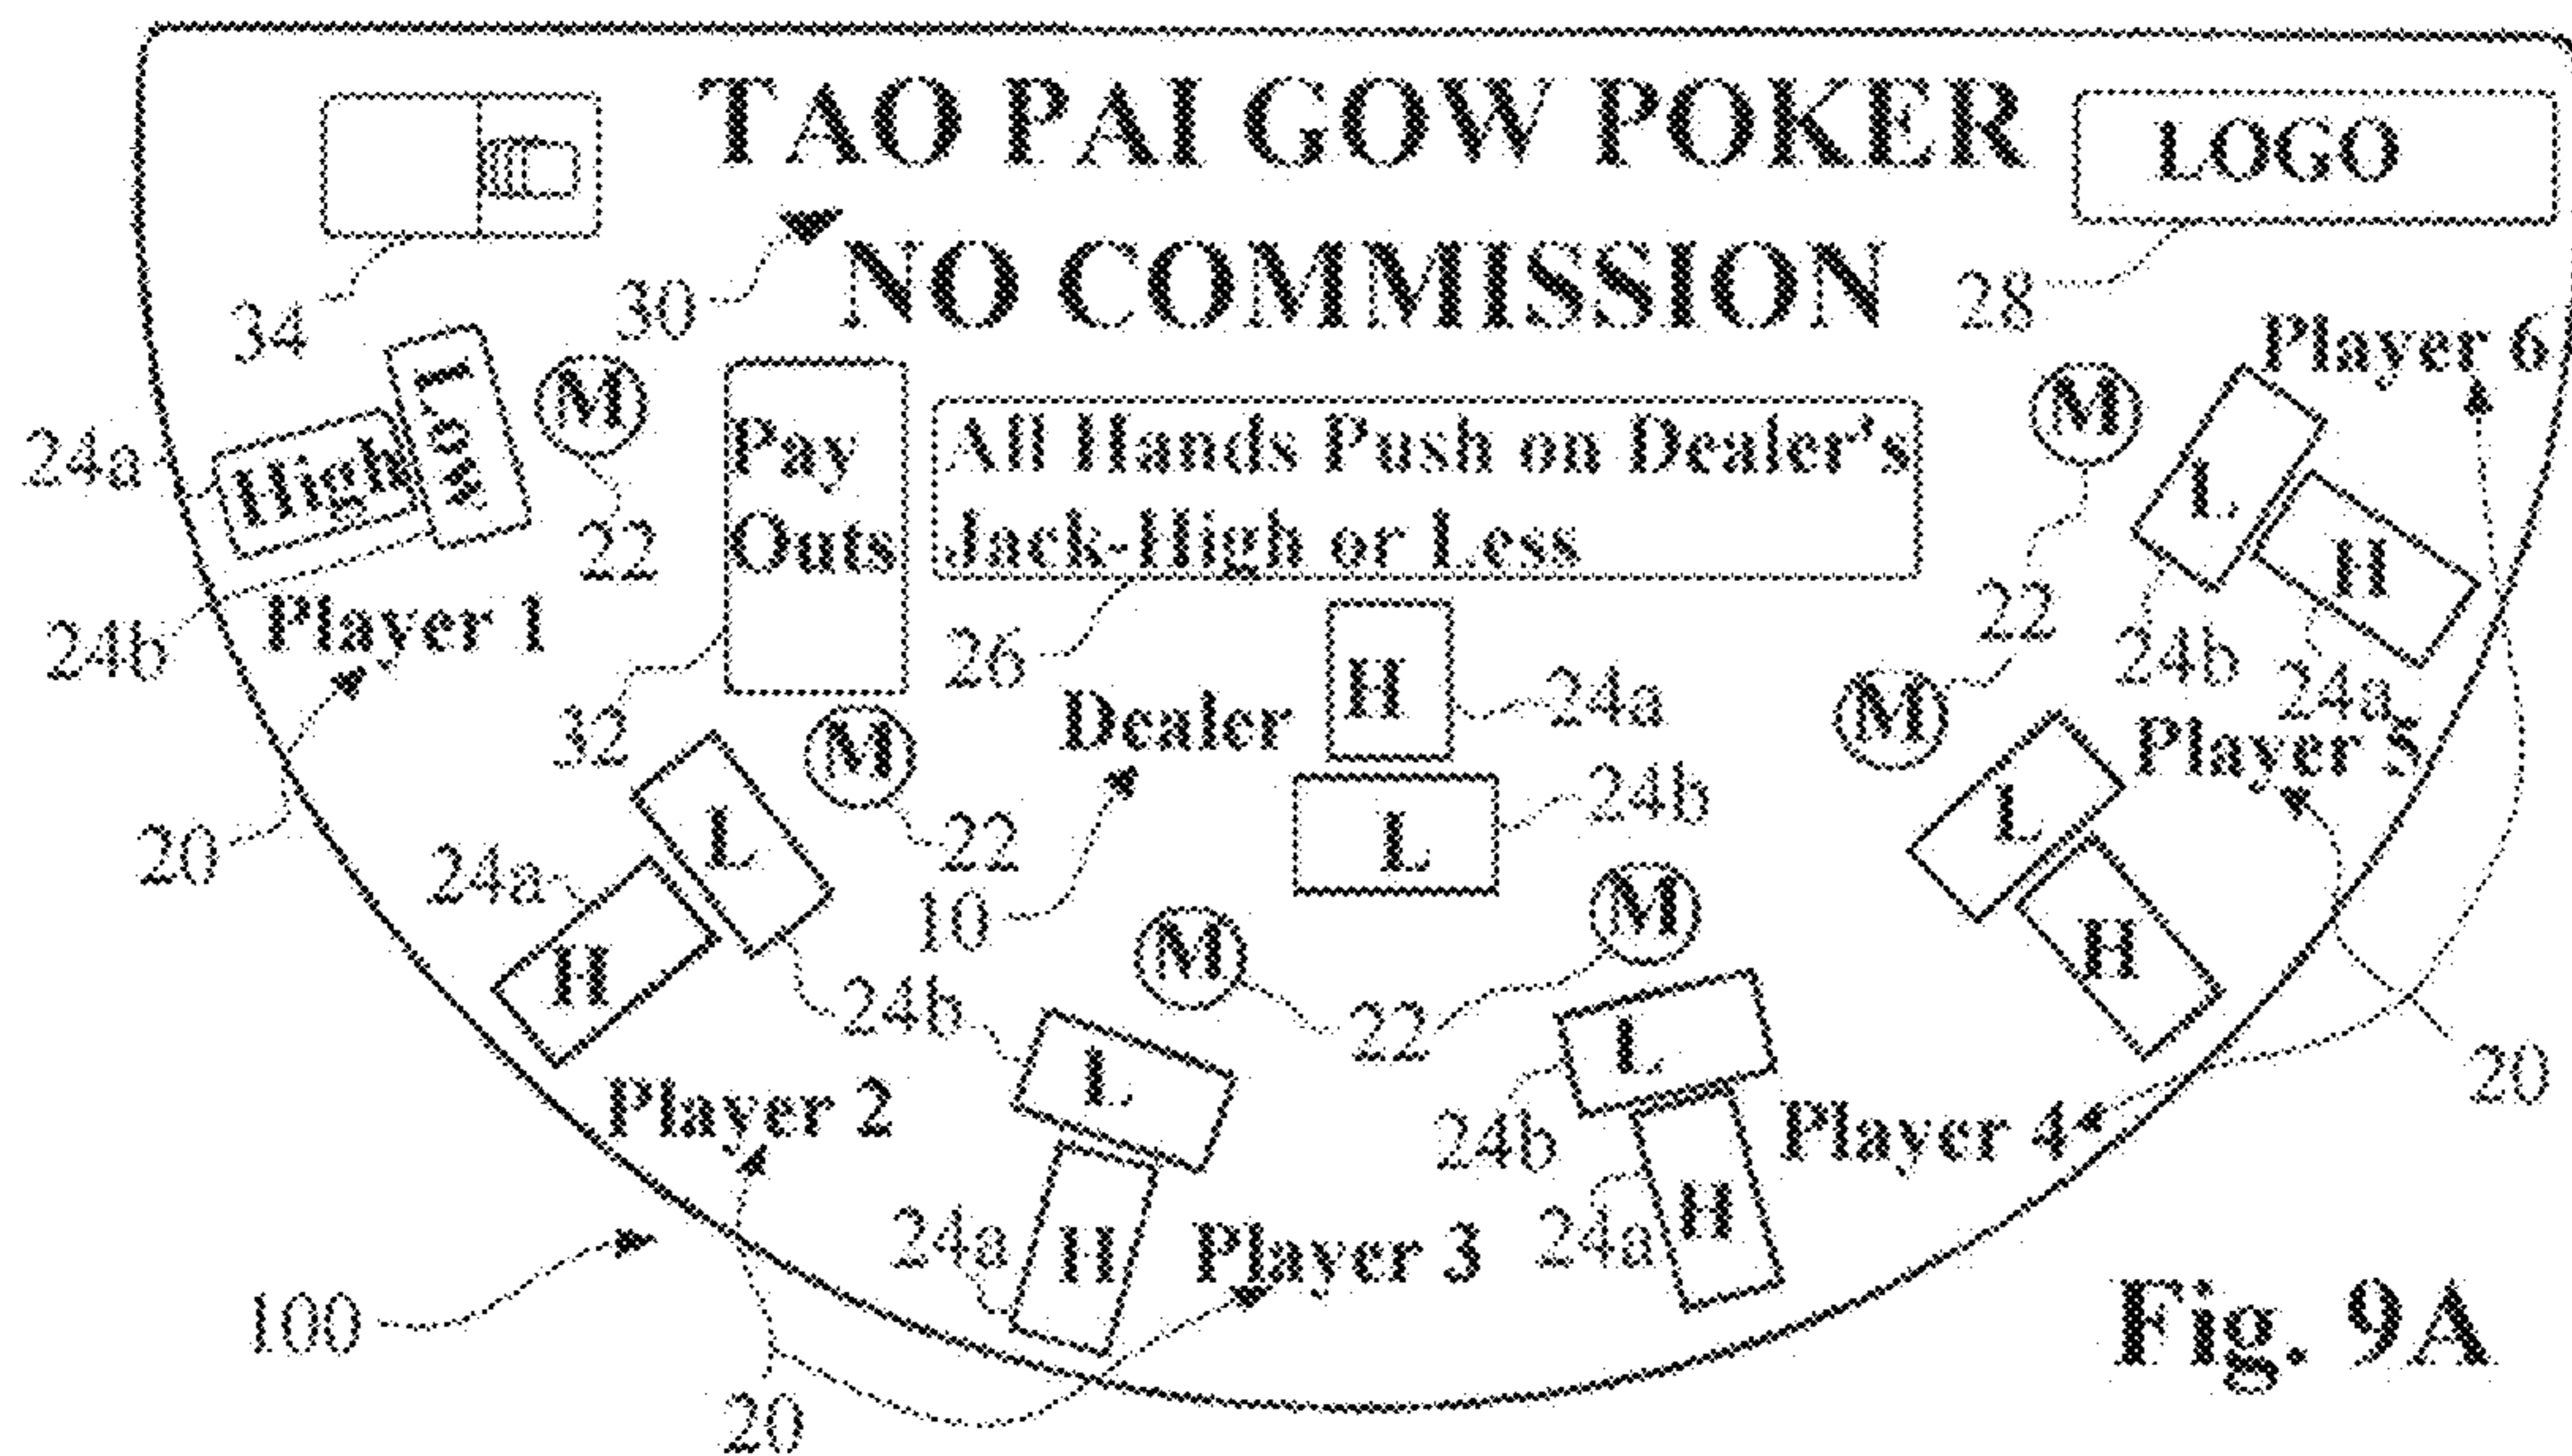 TAO PAI GOW POKER
LOGO
NO COMMISSION
34
30
28
Player 6
Low
M
M
Pay
Outs
All Hands Push on Dealer's
Jack-High or Less
24a
High
L
22
H
24b
Player 1
26
22
24b
24a
H
24a
Dealer
M
32
M
Player 5
24b
L
L
20
22
L
24a
10
M
M
H
H
24b
22
L
L
20
Player 2
24b
Player 4
24a
H
Player 3
24a
H
100
Fig. 9A
20